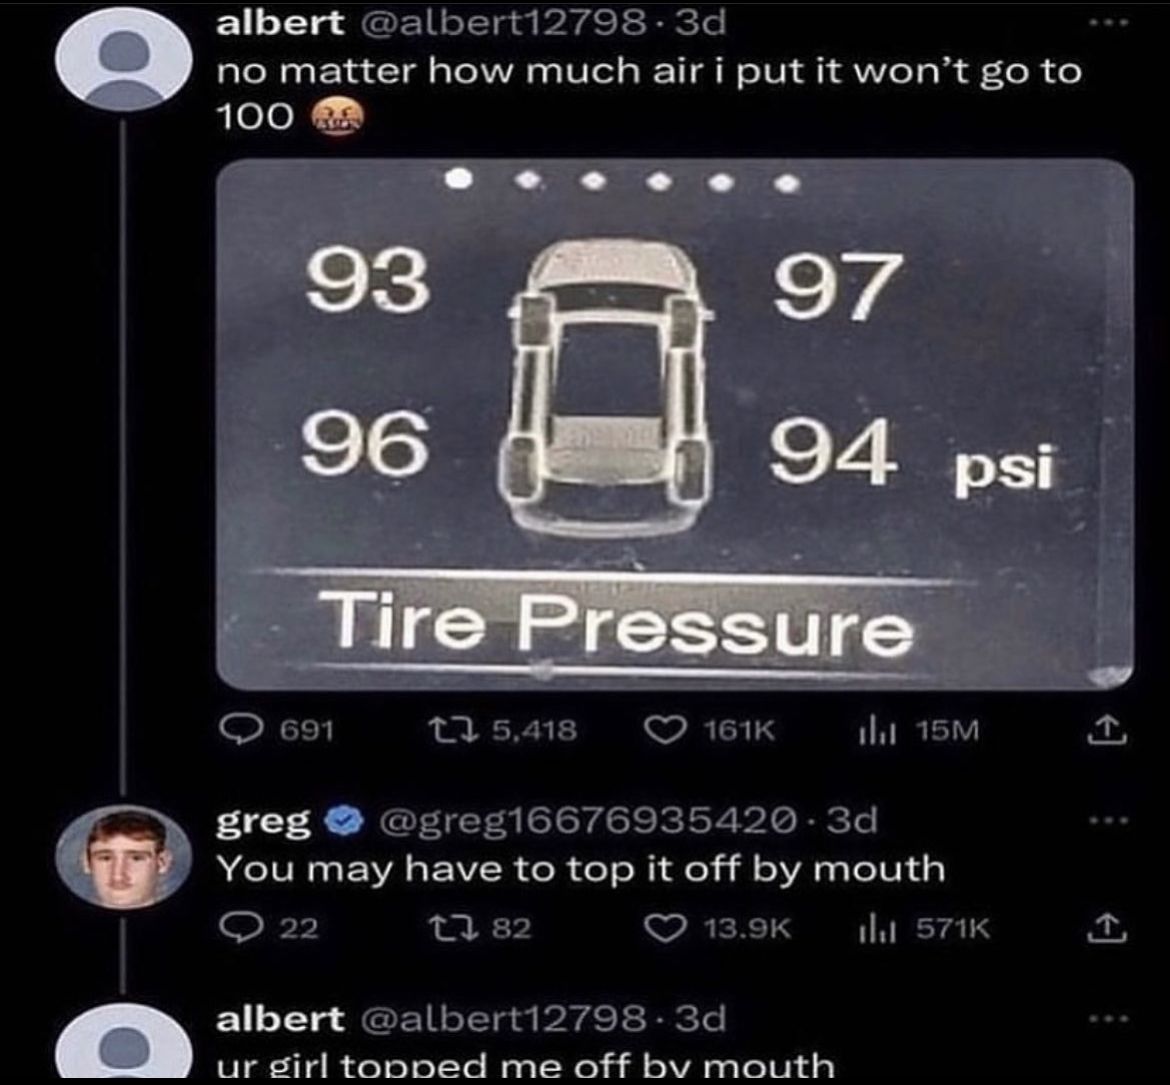 albert @albert12798 · 3d
no matter how much air i put it won’t go to
100 🤬
93
97
96
94 psi
Tire Pressure
691 5,418 161K 15M
greg @greg16676935420 · 3d
You may have to top it off by mouth
22 82 13.9K 571K
albert @albert12798 · 3d
ur girl topped me off by mouth